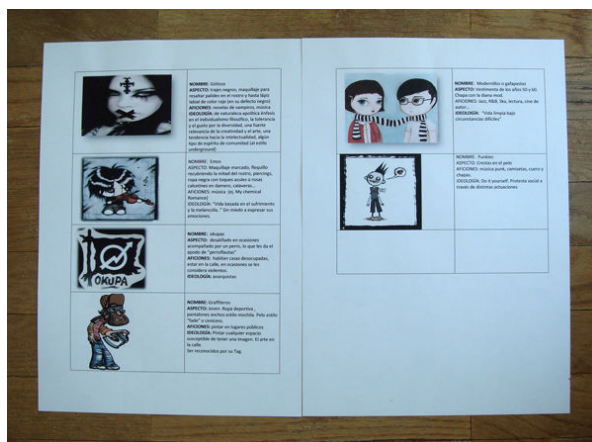 NOMBRE: Góticos
ASPECTO: trajes negros, maquillaje para
resaltar palidez en el rostro y hasta lápiz
labial de color rojo (en su defecto negro)
AFICIONES: novelas de vampiros, música
IDEOLOGÍA: de naturaleza apolítica énfasis
en el individualismo filosófico, la tolerancia
y el gusto por la diversidad, una fuerte
relevancia de la creatividad y el arte, una
tendencia hacia la intelectualidad, algún
tipo de espíritu de comunidad (al estilo
underground)
NOMBRE: Emos
ASPECTO: Maquillaje marcado, flequillo
recubriendo la mitad del rostro, piercings,
ropa negra con toques azules o rosas
calcetines en damero, calaveras...
AFICIONES: música (ej. My chemical
Romance)
IDEOLOGÍA: "Vida basada en el sufrimiento
y la melancolía. " Sin miedo a expresar sus
emociones.
OKUPA
NOMBRE: okupas
ASPECTO: desaliñado en ocasiones
acompañado por un perro, lo que les da el
apodo de "perroflautas"
AFICIONES: habitan casas desocupadas,
estar en la calle, en ocasiones se les
considera violentos.
IDEOLOGÍA: anarquistas
NOMBRE: Graffiteros
ASPECTO: Joven. Ropa deportiva ,
pantalones anchos estilo mochila. Pelo estilo
"fade" o cenicero.
AFICIONES: pintar en lugares públicos
IDEOLOGÍA: Pintar cualquier espacio
susceptible de tener una imagen. El arte en
la calle.
Ser reconocidos por su Tag.
NOMBRE: Modernillos o gafapastas
ASPECTO: Vestimenta de los años 50 y 60.
Chapa con la diana mod.
AFICIONES: Jazz, R&B, Ska, lectura, cine de
autor...
IDEOLOGÍA: "Vida limpia bajo
circunstancias difíciles"
NOMBRE: Punkies
ASPECTO: Crestas en el pelo
AFICIONES: música punk, camisetas, cuero y
chapas.
IDEOLOGÍA: Do it yourself. Protesta social a
través de distintas actuaciones